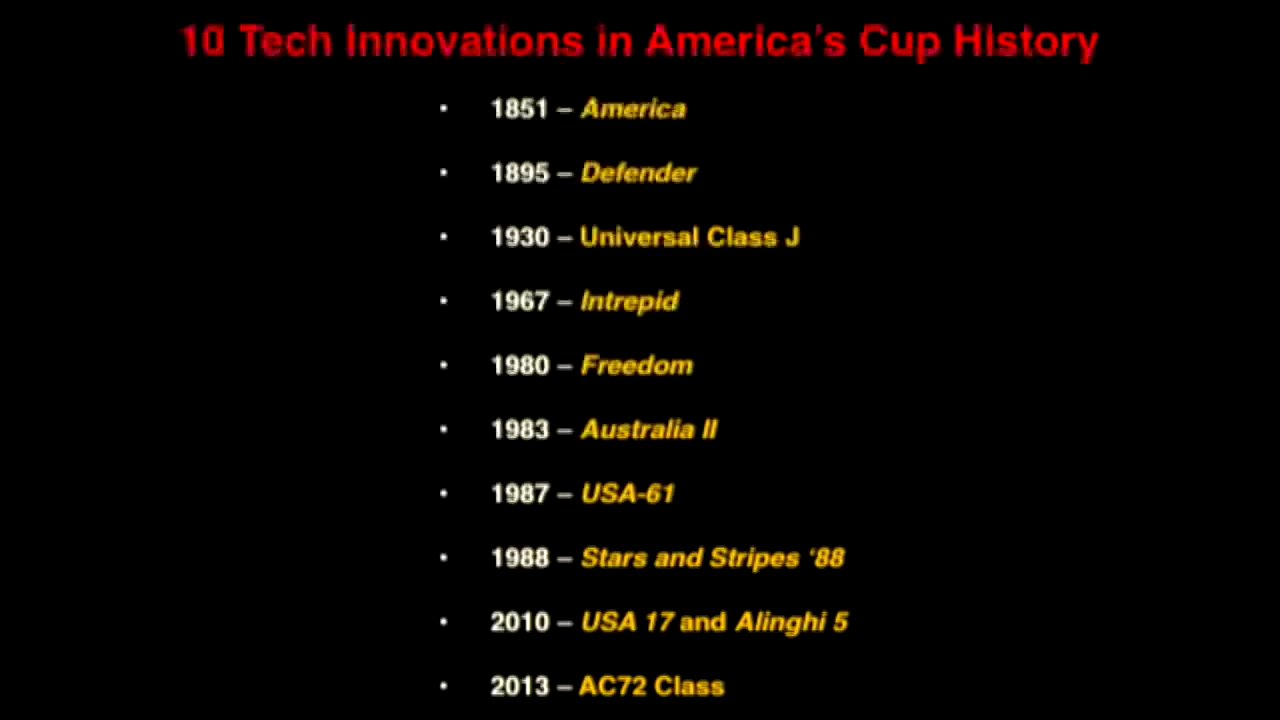 10 Tech Innovations in America's Cup History
• 1851 – America
• 1895 – Defender
• 1930 – Universal Class J
• 1967 – Intrepid
• 1980 – Freedom
• 1983 – Australia II
• 1987 – USA-61
• 1988 – Stars and Stripes '88
• 2010 – USA 17 and Alinghi 5
• 2013 – AC72 Class